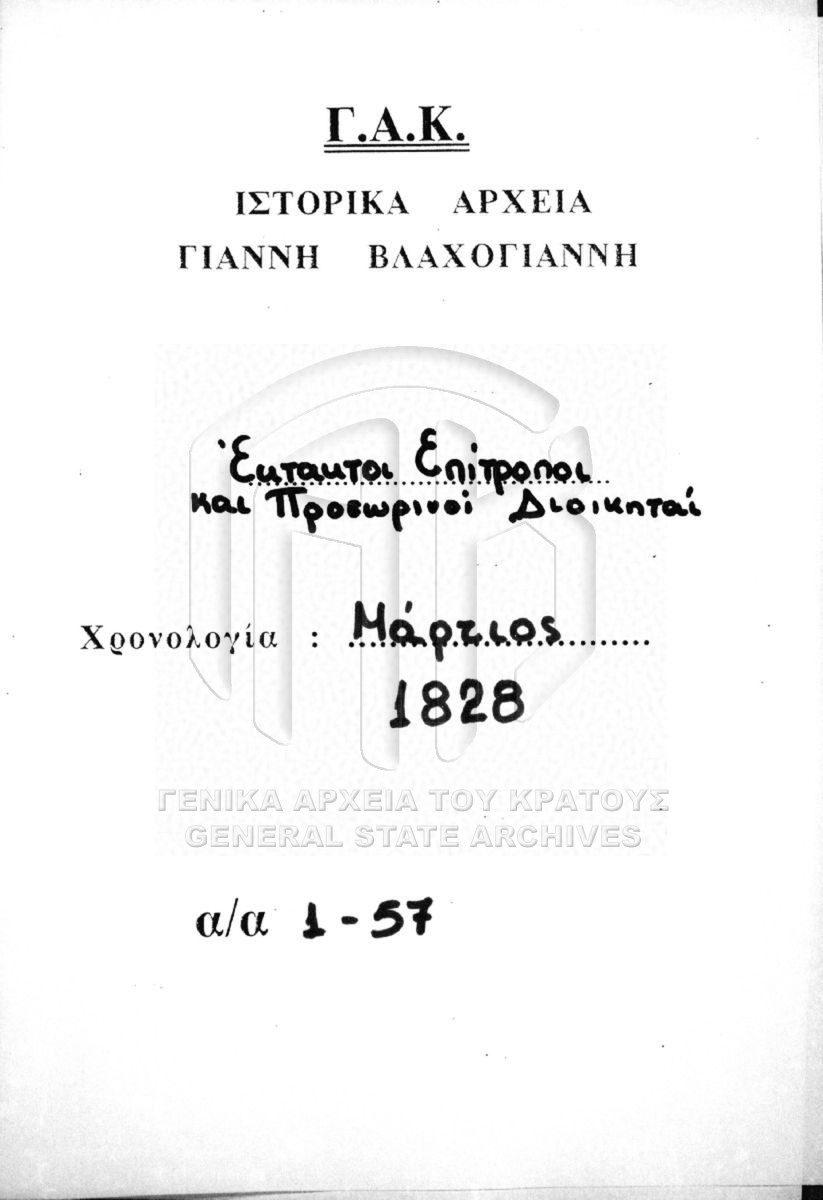 Γ.Α.Κ.
ΙΣΤΟΡΙΚΑ ΑΡΧΕΙΑ
ΓΙΑΝΝΗ ΒΛΑΧΟΓΙΑΝΝΗ
Έκτακτοι Επίτροποι
και Προσωρινοί Διοικηταί
Χρονολογία : Μάρτιος
1828
ΓΕΝΙΚΑ ΑΡΧΕΙΑ ΤΟΥ ΚΡΑΤΟΥΣ
GENERAL STATE ARCHIVES
α/α 1 - 57